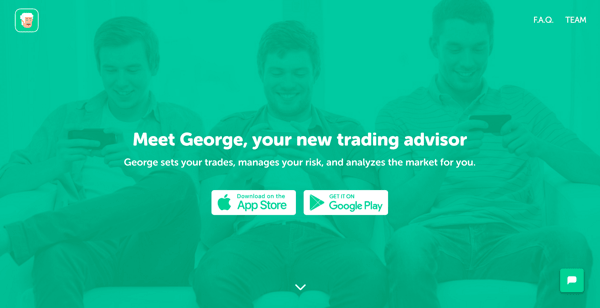 F.A.Q. TEAM
Meet George, your new trading advisor
George sets your trades, manages your risk, and analyzes the market for you.
Download on the
App Store
GET IT ON
Google Play